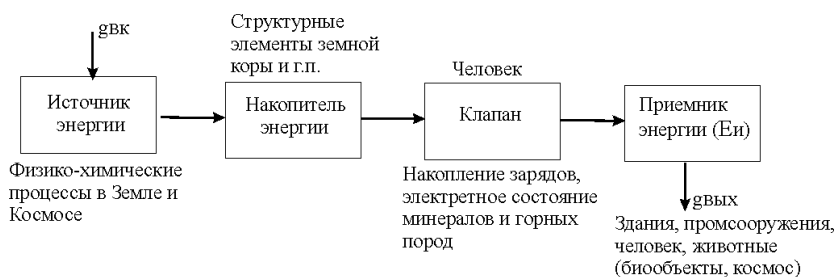 gвк
Источник
энергии
Физико-химические
процессы в Земле и
Космосе
Структурные
элементы земной
коры и г.п.
Накопитель
энергии
Человек
Клапан
Накопление зарядов,
электретное состояние
минералов и горных
пород
Приемник
энергии (Еи)
gвых
Здания, промсооружения,
человек, животные
(биообъекты, космос)